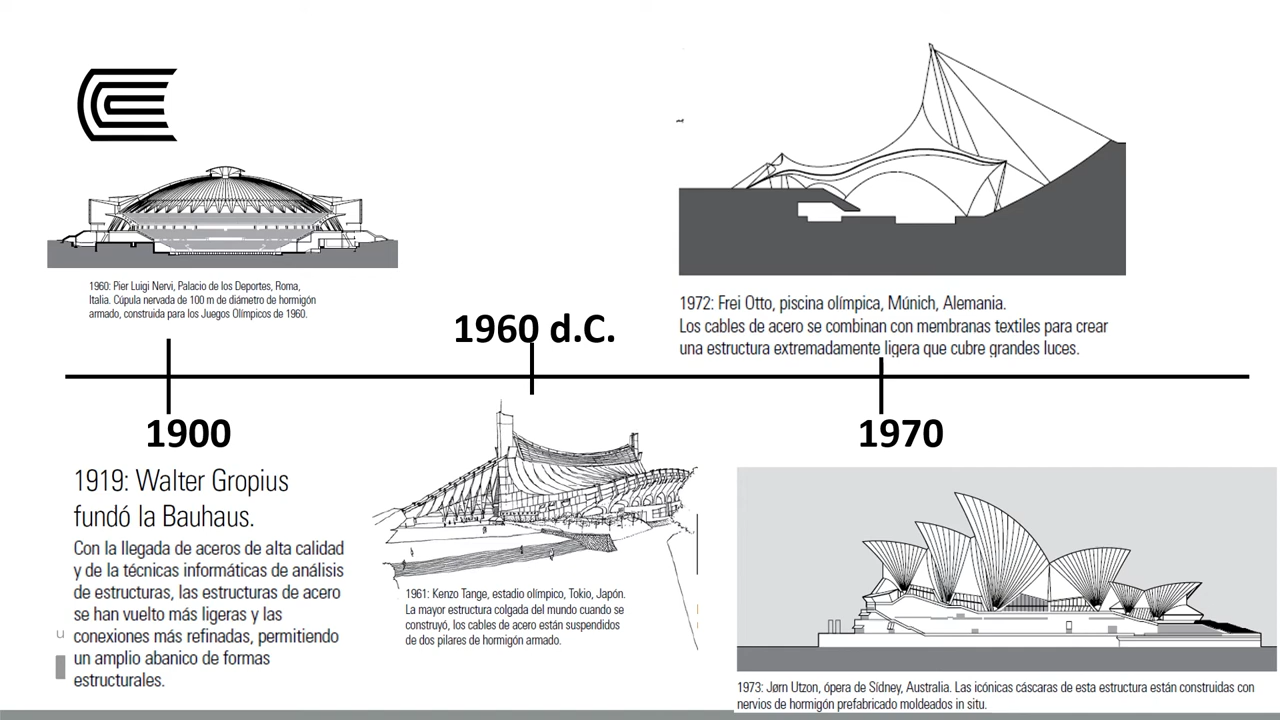 1960: Pier Luigi Nervi, Palacio de los Deportes, Roma,
Italia. Cúpula nervada de 100 m de diámetro de hormigón
armado, construida para los Juegos Olímpicos de 1960.
1972: Frei Otto, piscina olímpica, Múnich, Alemania.
Los cables de acero se combinan con membranas textiles para crear
una estructura extremadamente ligera que cubre grandes luces.
1960 d.C.
1900
1970
1919: Walter Gropius
fundó la Bauhaus.
Con la llegada de aceros de alta calidad
y de la técnicas informáticas de análisis
de estructuras, las estructuras de acero
se han vuelto más ligeras y las
u
conexiones más refinadas, permitiendo
un amplio abanico de formas
estructurales.
1961: Kenzo Tange, estadio olímpico, Tokio, Japón.
La mayor estructura colgada del mundo cuando se
construyó, los cables de acero están suspendidos
de dos pilares de hormigón armado.
1973: Jørn Utzon, ópera de Sídney, Australia. Las icónicas cáscaras de esta estructura están construidas con
nervios de hormigón prefabricado moldeados in situ.